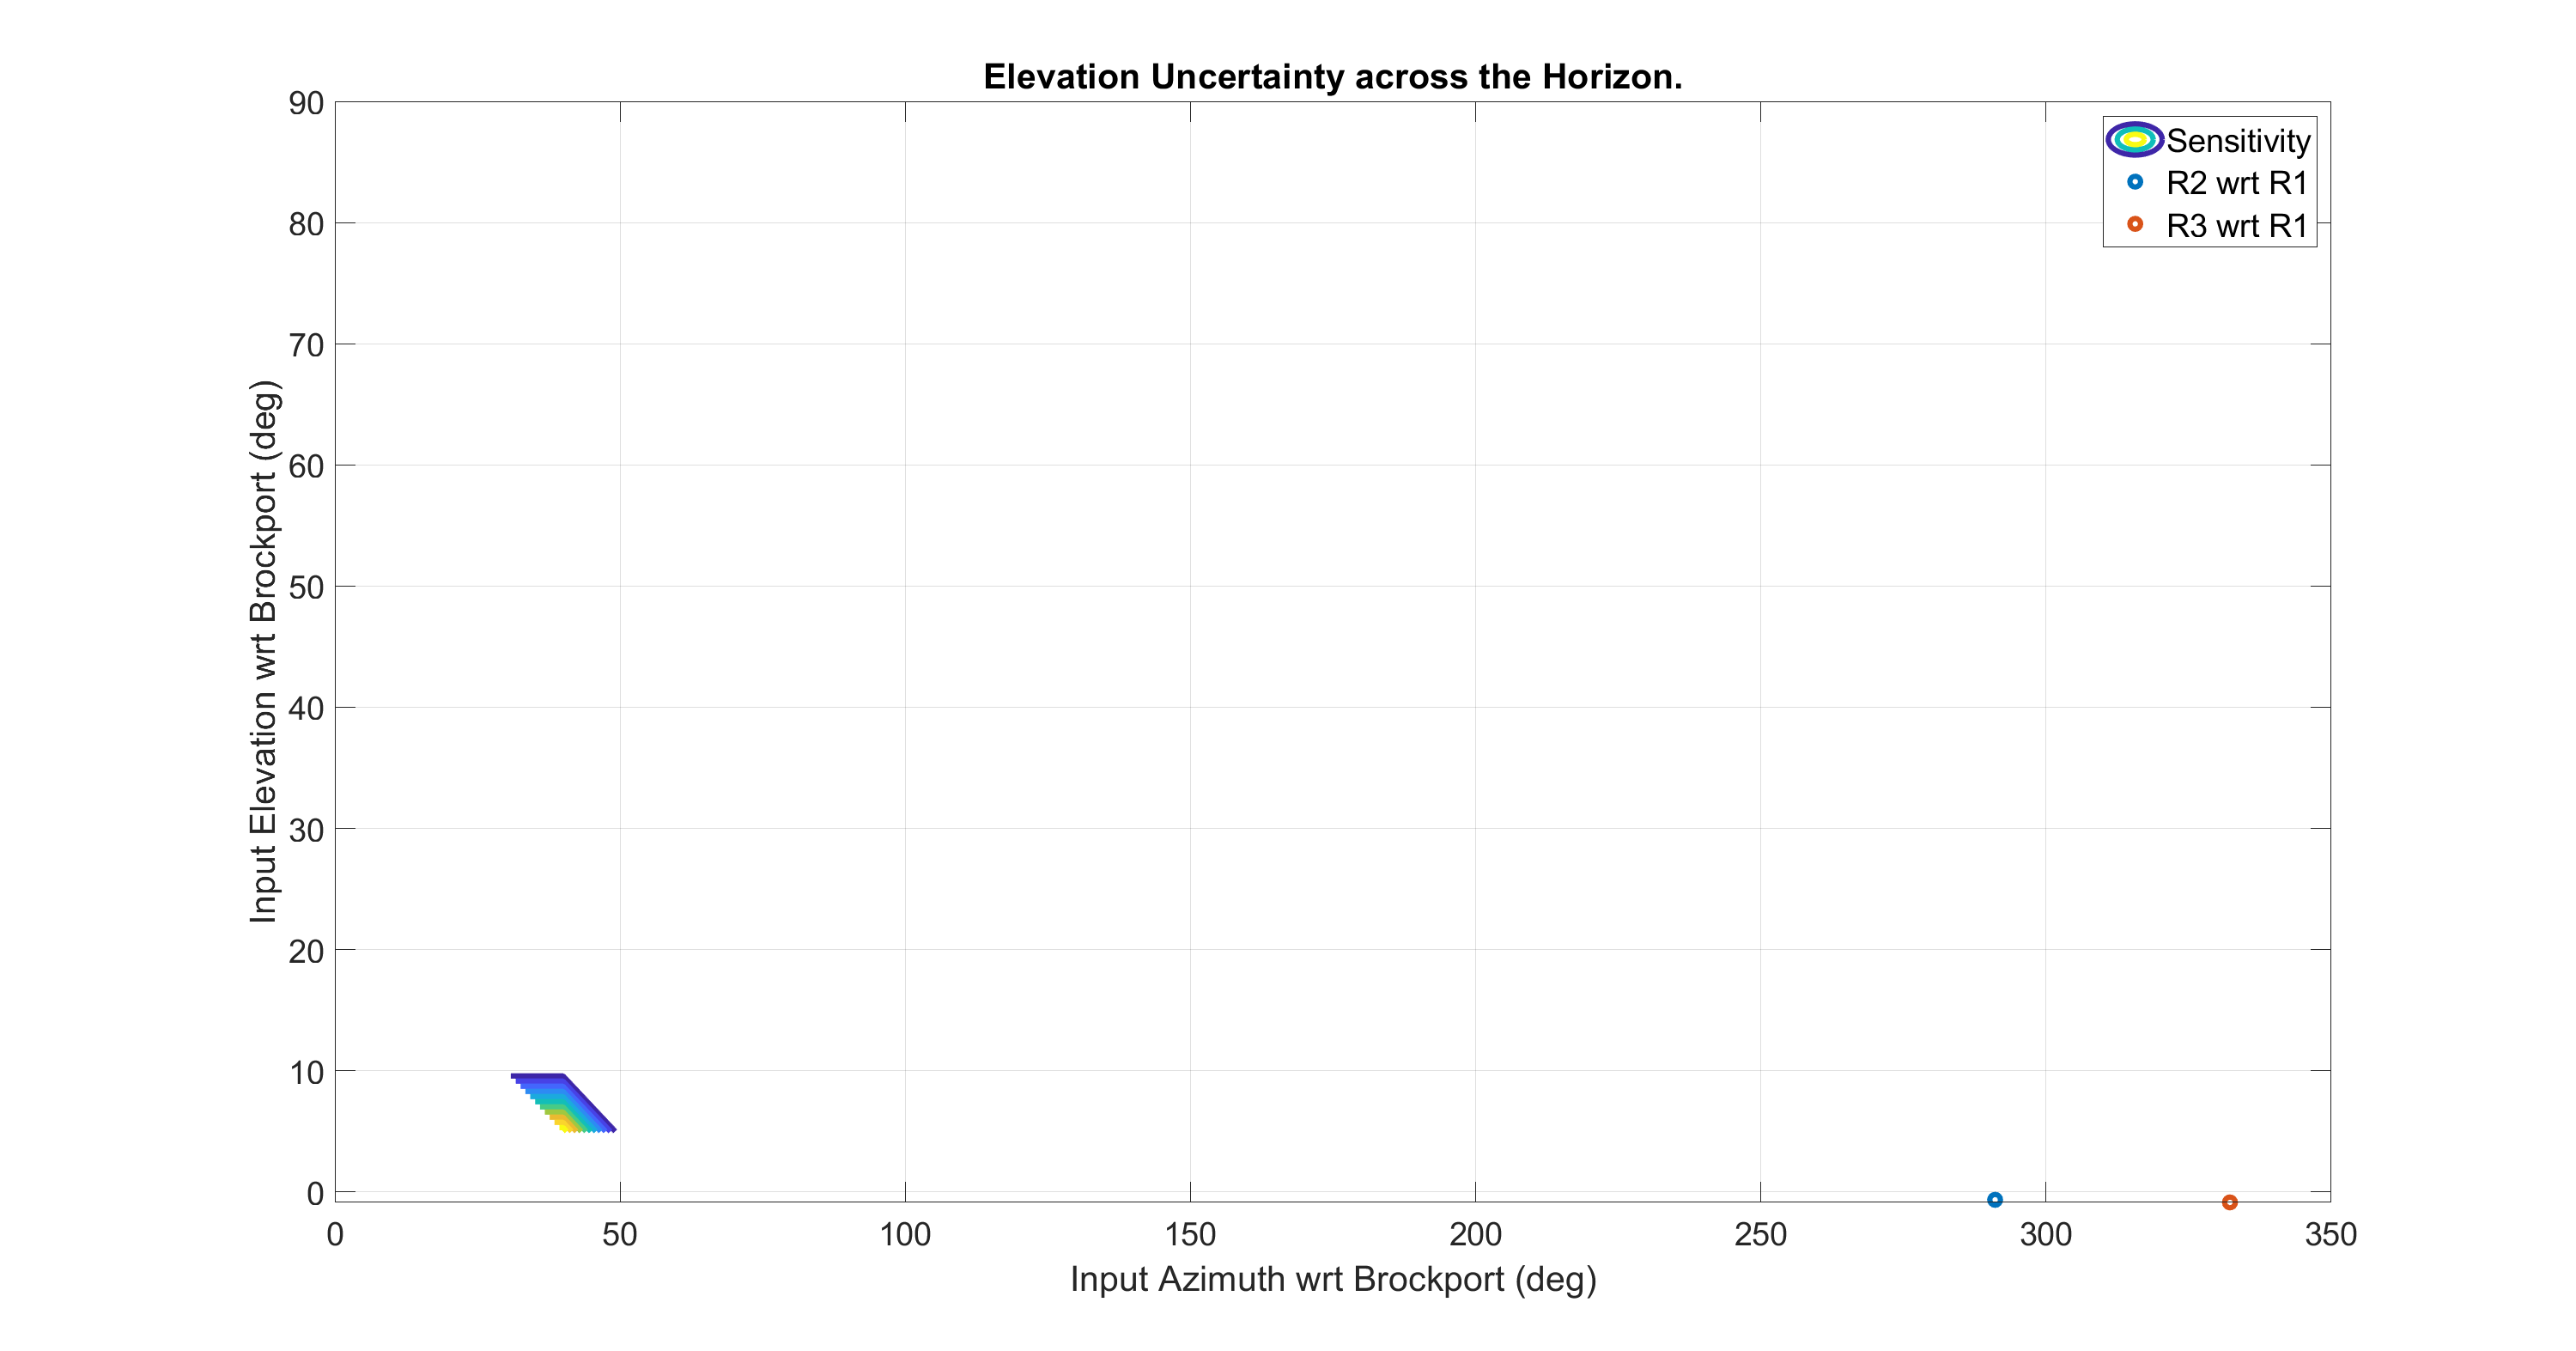 Elevation Uncertainty across the Horizon.
Sensitivity
R2 wrt R1
R3 wrt R1
Input Elevation wrt Brockport (deg)
90
80
70
60
50
40
30
20
10
0
0 50 100 150 200 250 300 350
Input Azimuth wrt Brockport (deg)